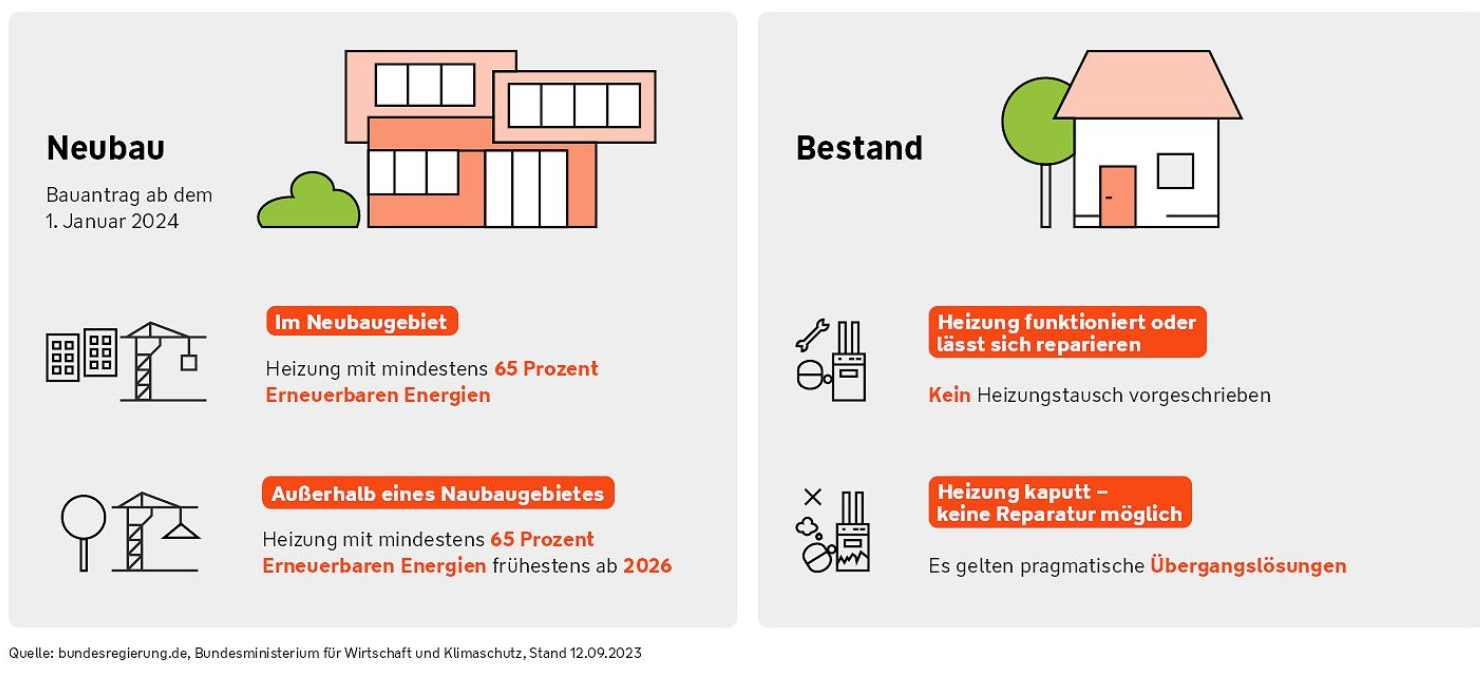 Neubau
Bauantrag ab dem
1. Januar 2024
Im Neubaugebiet
Heizung mit mindestens 65 Prozent
Erneuerbaren Energien
Außerhalb eines Naubaugebietes
Heizung mit mindestens 65 Prozent
Erneuerbaren Energien frühestens ab 2026
Bestand
Heizung funktioniert oder
lässt sich reparieren
Kein Heizungstausch vorgeschrieben
Heizung kaputt –
keine Reparatur möglich
Es gelten pragmatische Übergangslösungen
Quelle: bundesregierung.de, Bundesministerium für Wirtschaft und Klimaschutz, Stand 12.09.2023